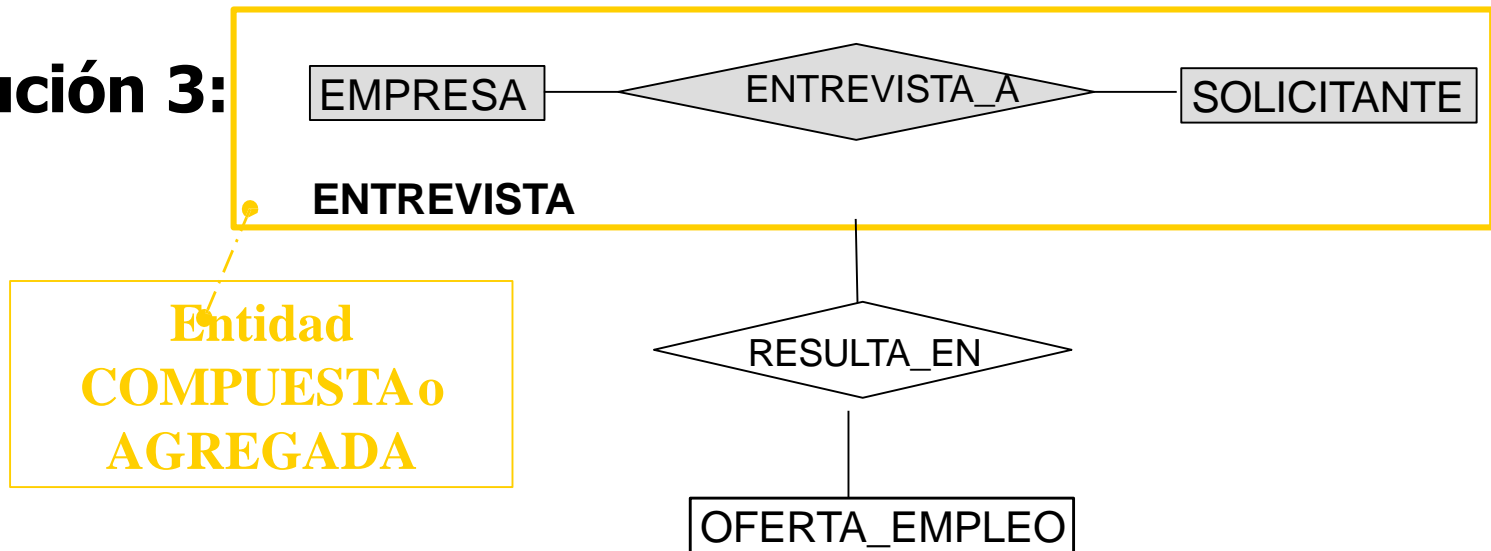 ución 3:
EMPRESA
ENTREVISTA_A
SOLICITANTE
ENTREVISTA
Entidad
COMPUESTA o
AGREGADA
RESULTA_EN
OFERTA_EMPLEO